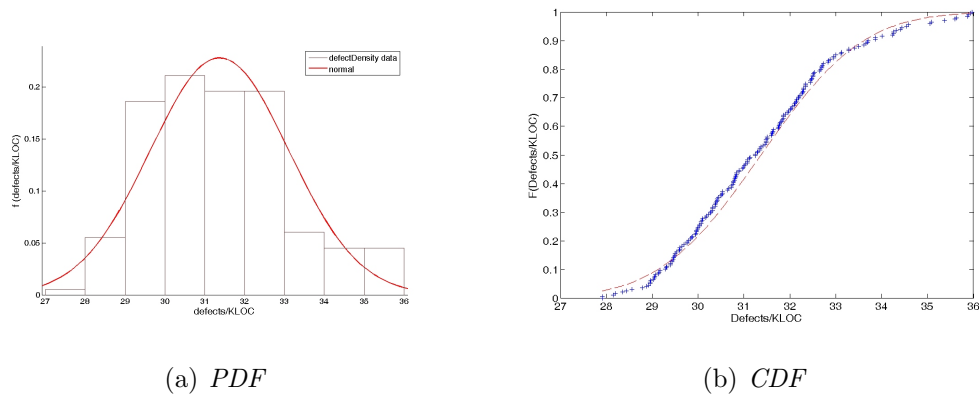 defectDensity data
normal
0.2
0.15
0.1
0.05
0
f (defects/KLOC)
27 28 29 30 31 32 33 34 35 36
defects/KLOC
1
0.9
0.8
0.7
0.6
0.5
0.4
0.3
0.2
0.1
0
F(Defects/KLOC)
27 28 29 30 31 32 33 34 35 36
Defects/KLOC
(a) PDF
(b) CDF